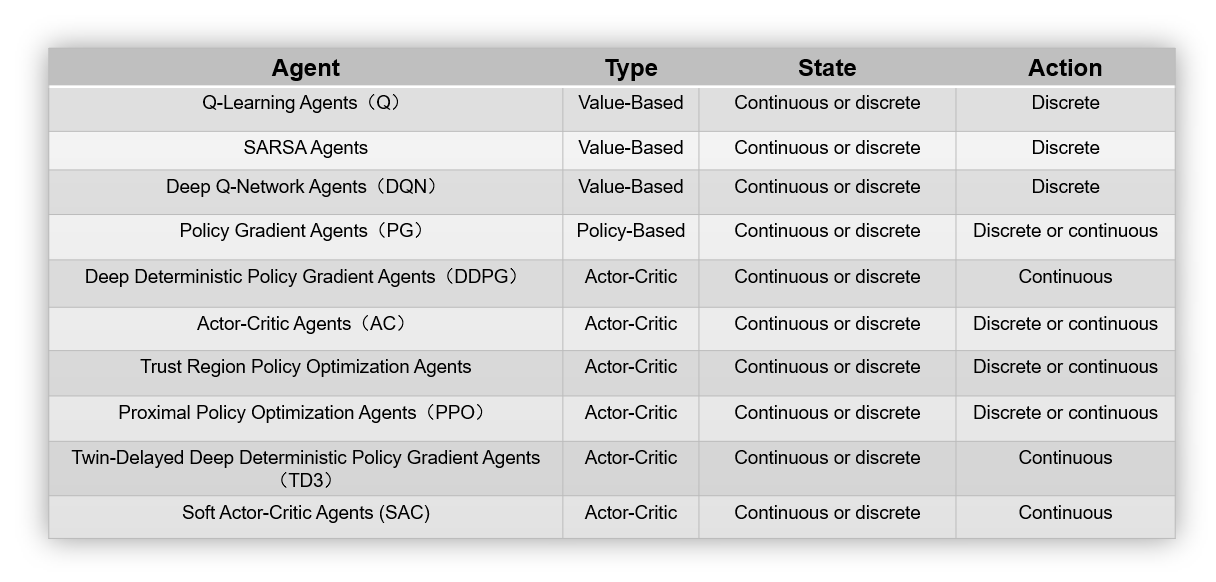 Agent Type State Action
Q-Learning Agents（Q） Value-Based Continuous or discrete Discrete
SARSA Agents Value-Based Continuous or discrete Discrete
Deep Q-Network Agents（DQN） Value-Based Continuous or discrete Discrete
Policy Gradient Agents（PG） Policy-Based Continuous or discrete Discrete or continuous
Deep Deterministic Policy Gradient Agents（DDPG） Actor-Critic Continuous or discrete Continuous
Actor-Critic Agents（AC） Actor-Critic Continuous or discrete Discrete or continuous
Trust Region Policy Optimization Agents Actor-Critic Continuous or discrete Discrete or continuous
Proximal Policy Optimization Agents（PPO） Actor-Critic Continuous or discrete Discrete or continuous
Twin-Delayed Deep Deterministic Policy Gradient Agents Actor-Critic Continuous or discrete Continuous
（TD3）
Soft Actor-Critic Agents (SAC) Actor-Critic Continuous or discrete Continuous